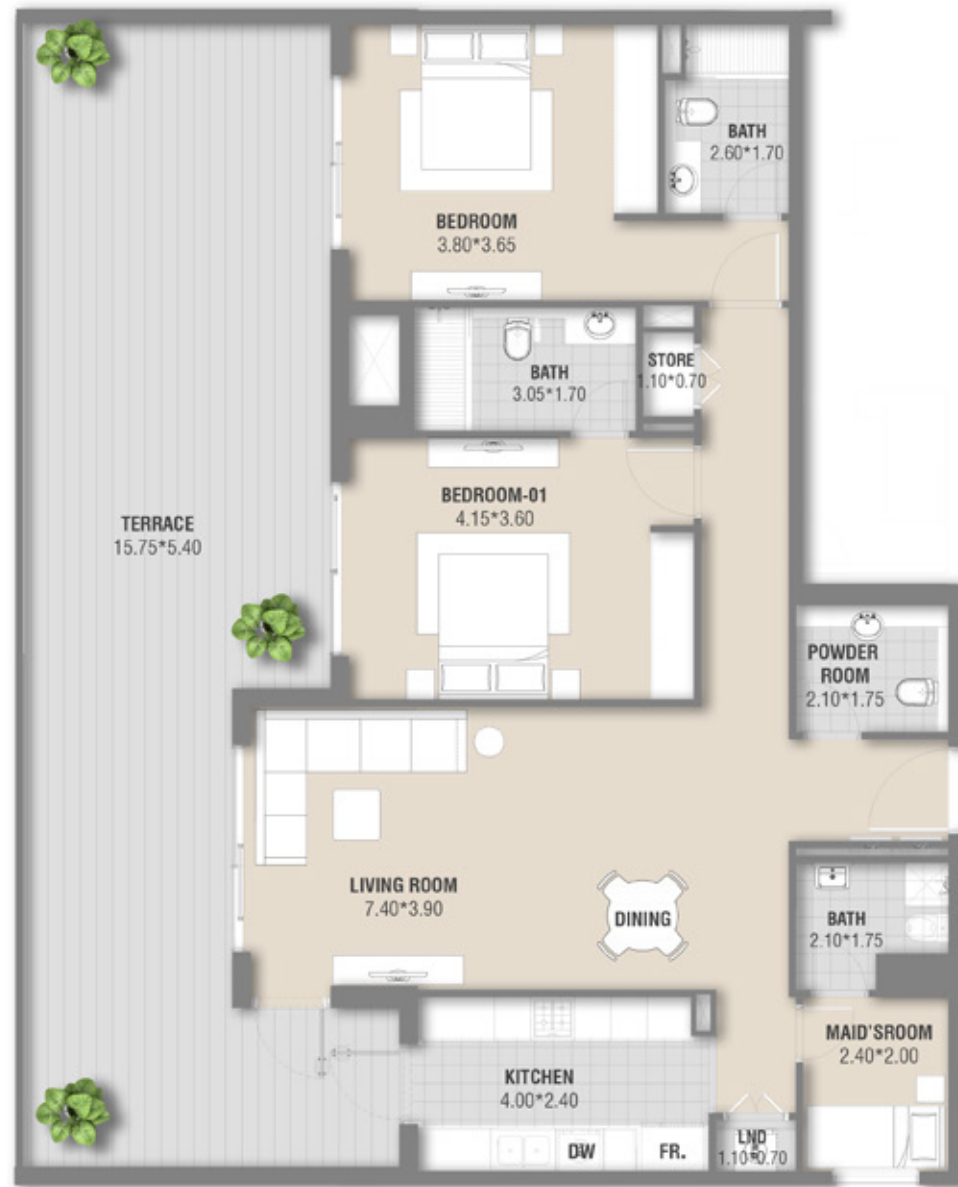 BATH
2.60*1.70
BEDROOM
3.80*3.65
STORE
1.10*0.70
BATH
3.05*1.70
BEDROOM-01
4.15*3.60
TERRACE
15.75*5.40
POWDER
ROOM
2.10*1.75
LIVING ROOM
7.40*3.90
DINING
BATH
2.10*1.75
MAID'SROOM
2.40*2.00
KITCHEN
4.00*2.40
DW
FR.
LND
1.10*0.70